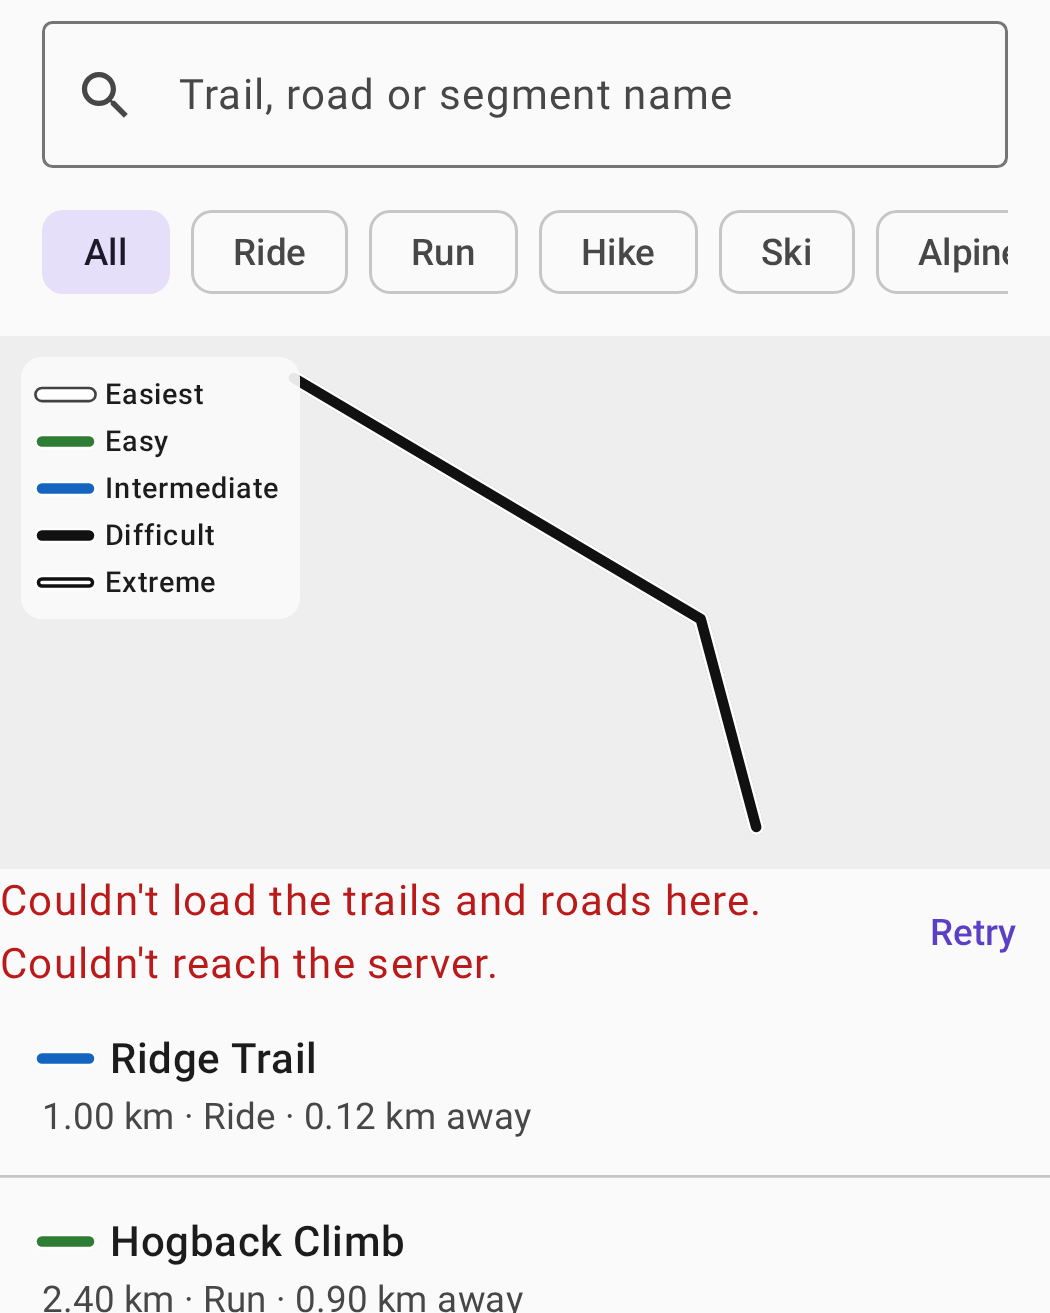 Trail, road or segment name
All Ride Run Hike Ski Alpine
Easiest
Easy
Intermediate
Difficult
Extreme
Couldn't load the trails and roads here.
Couldn't reach the server.
Retry
Ridge Trail
1.00 km · Ride · 0.12 km away
Hogback Climb
2.40 km · Run · 0.90 km away